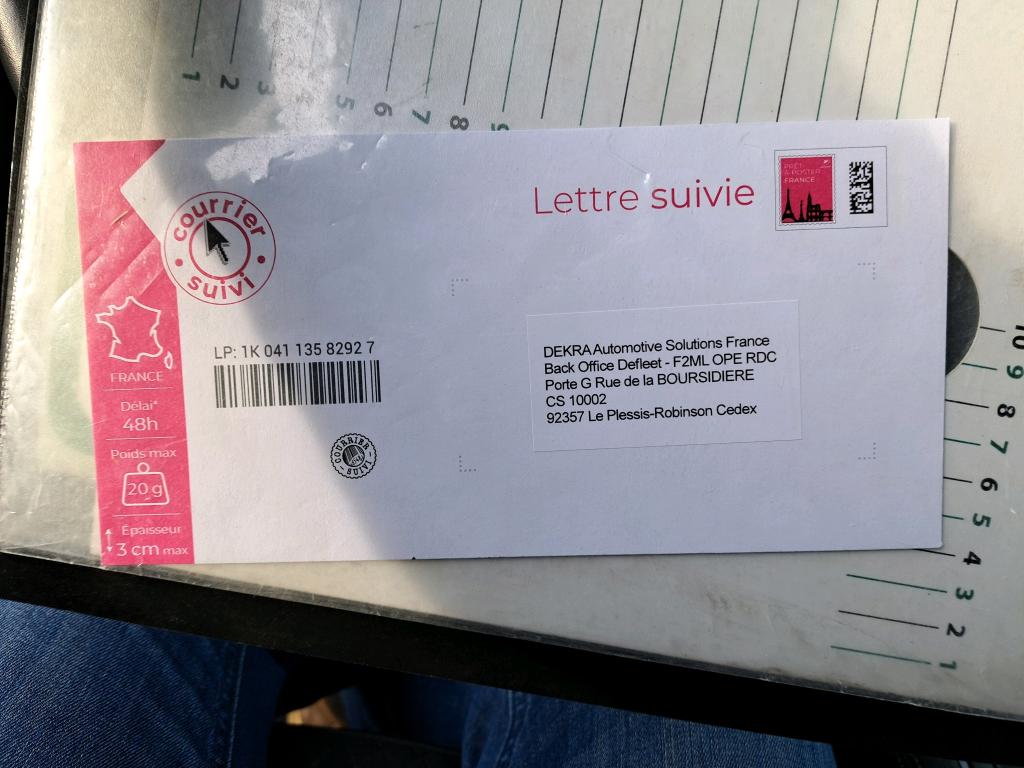 1 2 3 5 6 7 8 9
Lettre suivie
PRÊT-
À-POSTER
FRANCE
courrier
suivi
LP: 1K 041 135 8292 7
DEKRA Automotive Solutions France
Back Office Defleet - F2ML OPE RDC
Porte G Rue de la BOURSIDIERE
CS 10002
92357 Le Plessis-Robinson Cedex
COURRIER
SUIVI
FRANCE
Délai*
48h
Poids max
20 g
Épaisseur
3 cm max
10
9
8
7
6
5
4
3
2
1